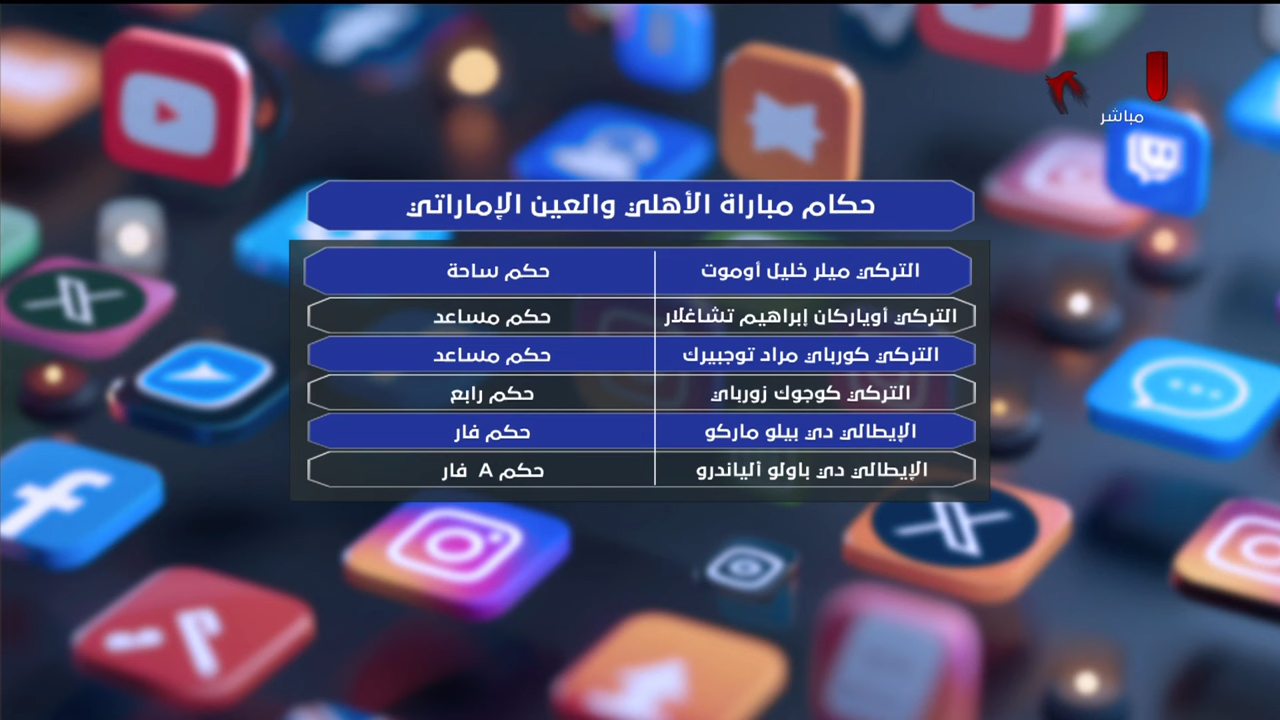 مباشر
حكام مباراة الأهلي والعين الإماراتي
التركي ميلر خليل أوموت حكم ساحة
التركي أوياركان إبراهيم تشاغلار حكم مساعد
التركي كورباي مراد توجبيرك حكم مساعد
التركي كوجوك زورباي حكم رابع
الإيطالي دي بيلو ماركو حكم فار
الإيطالي دي باولو أليأندرو حكم A فار